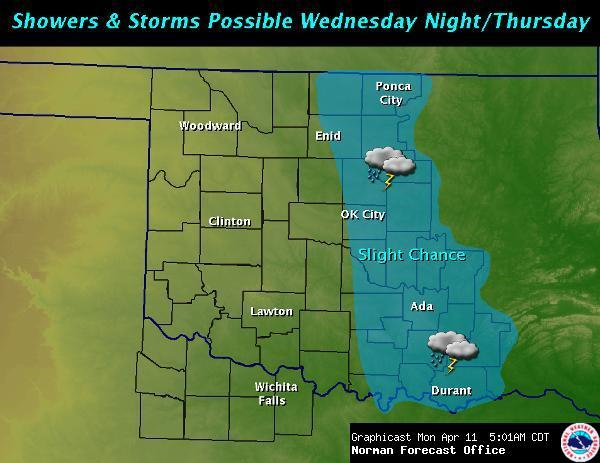 Showers & Storms Possible Wednesday Night/Thursday
Ponca
City
Woodward
Enid
OK City
Clinton
Slight Chance
Ada
Lawton
Durant
Wichita
Falls
Graphicast Mon Apr 11 5:01AM CDT
Norman Forecast Office